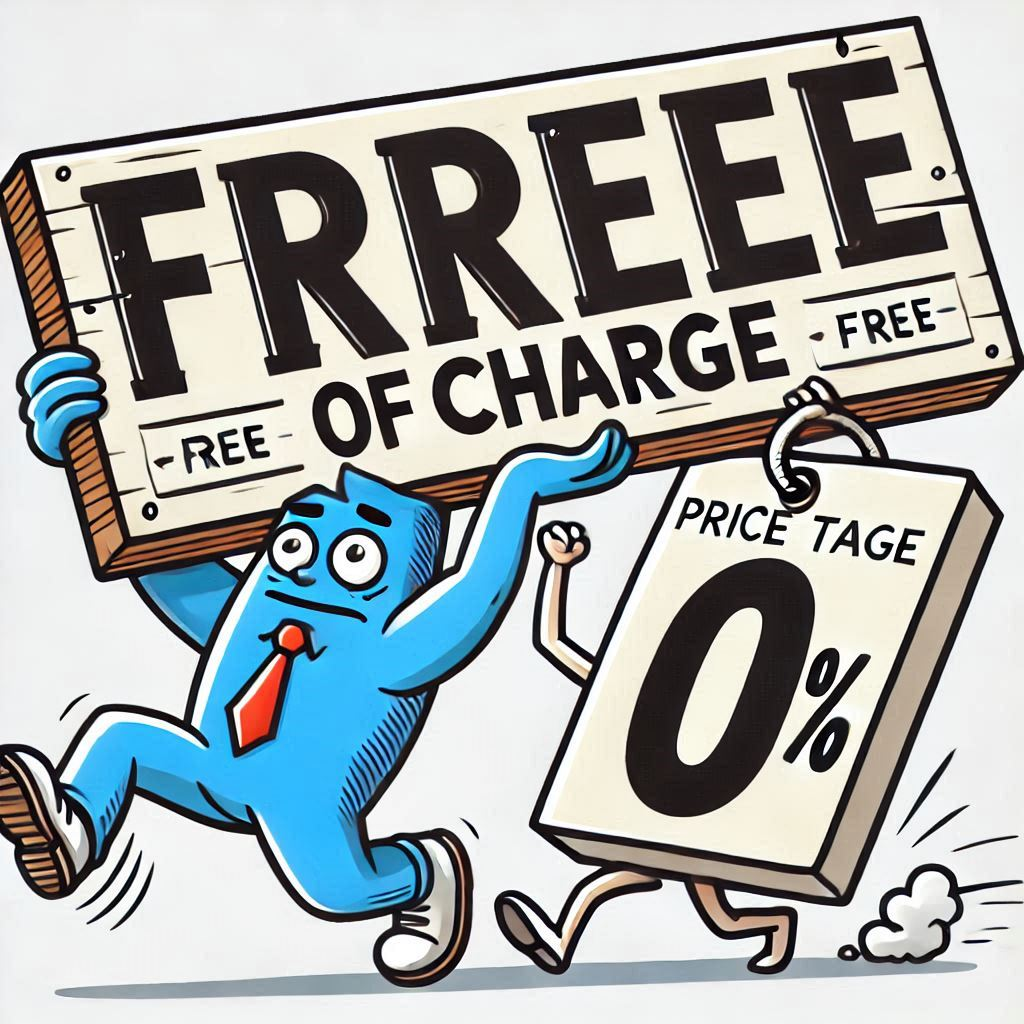 FRREEE
OF CHARGE
- FREE -
- FREE -
PRICE TAGE
0%